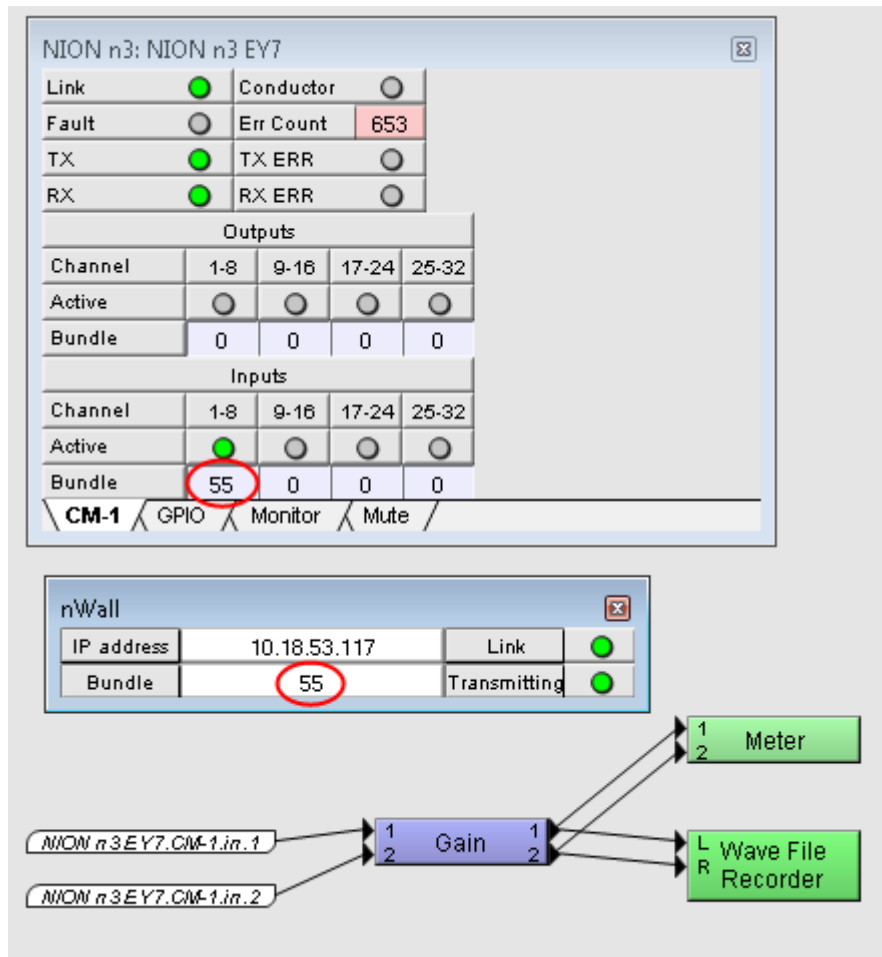 NION n3: NION n3 EY7
Link Conductor
Fault Err Count 653
TX TX ERR
RX RX ERR
Outputs
Channel 1-8 9-16 17-24 25-32
Active
Bundle 0 0 0 0
Inputs
Channel 1-8 9-16 17-24 25-32
Active
Bundle 55 0 0 0
CM-1 GPIO Monitor Mute
nWall
IP address 10.18.53.117 Link
Bundle 55 Transmitting
1 Meter
2
NION n3 EY7.CM-1.in.1
1 Gain 1
2 2
L Wave File
R Recorder
NION n3 EY7.CM-1.in.2